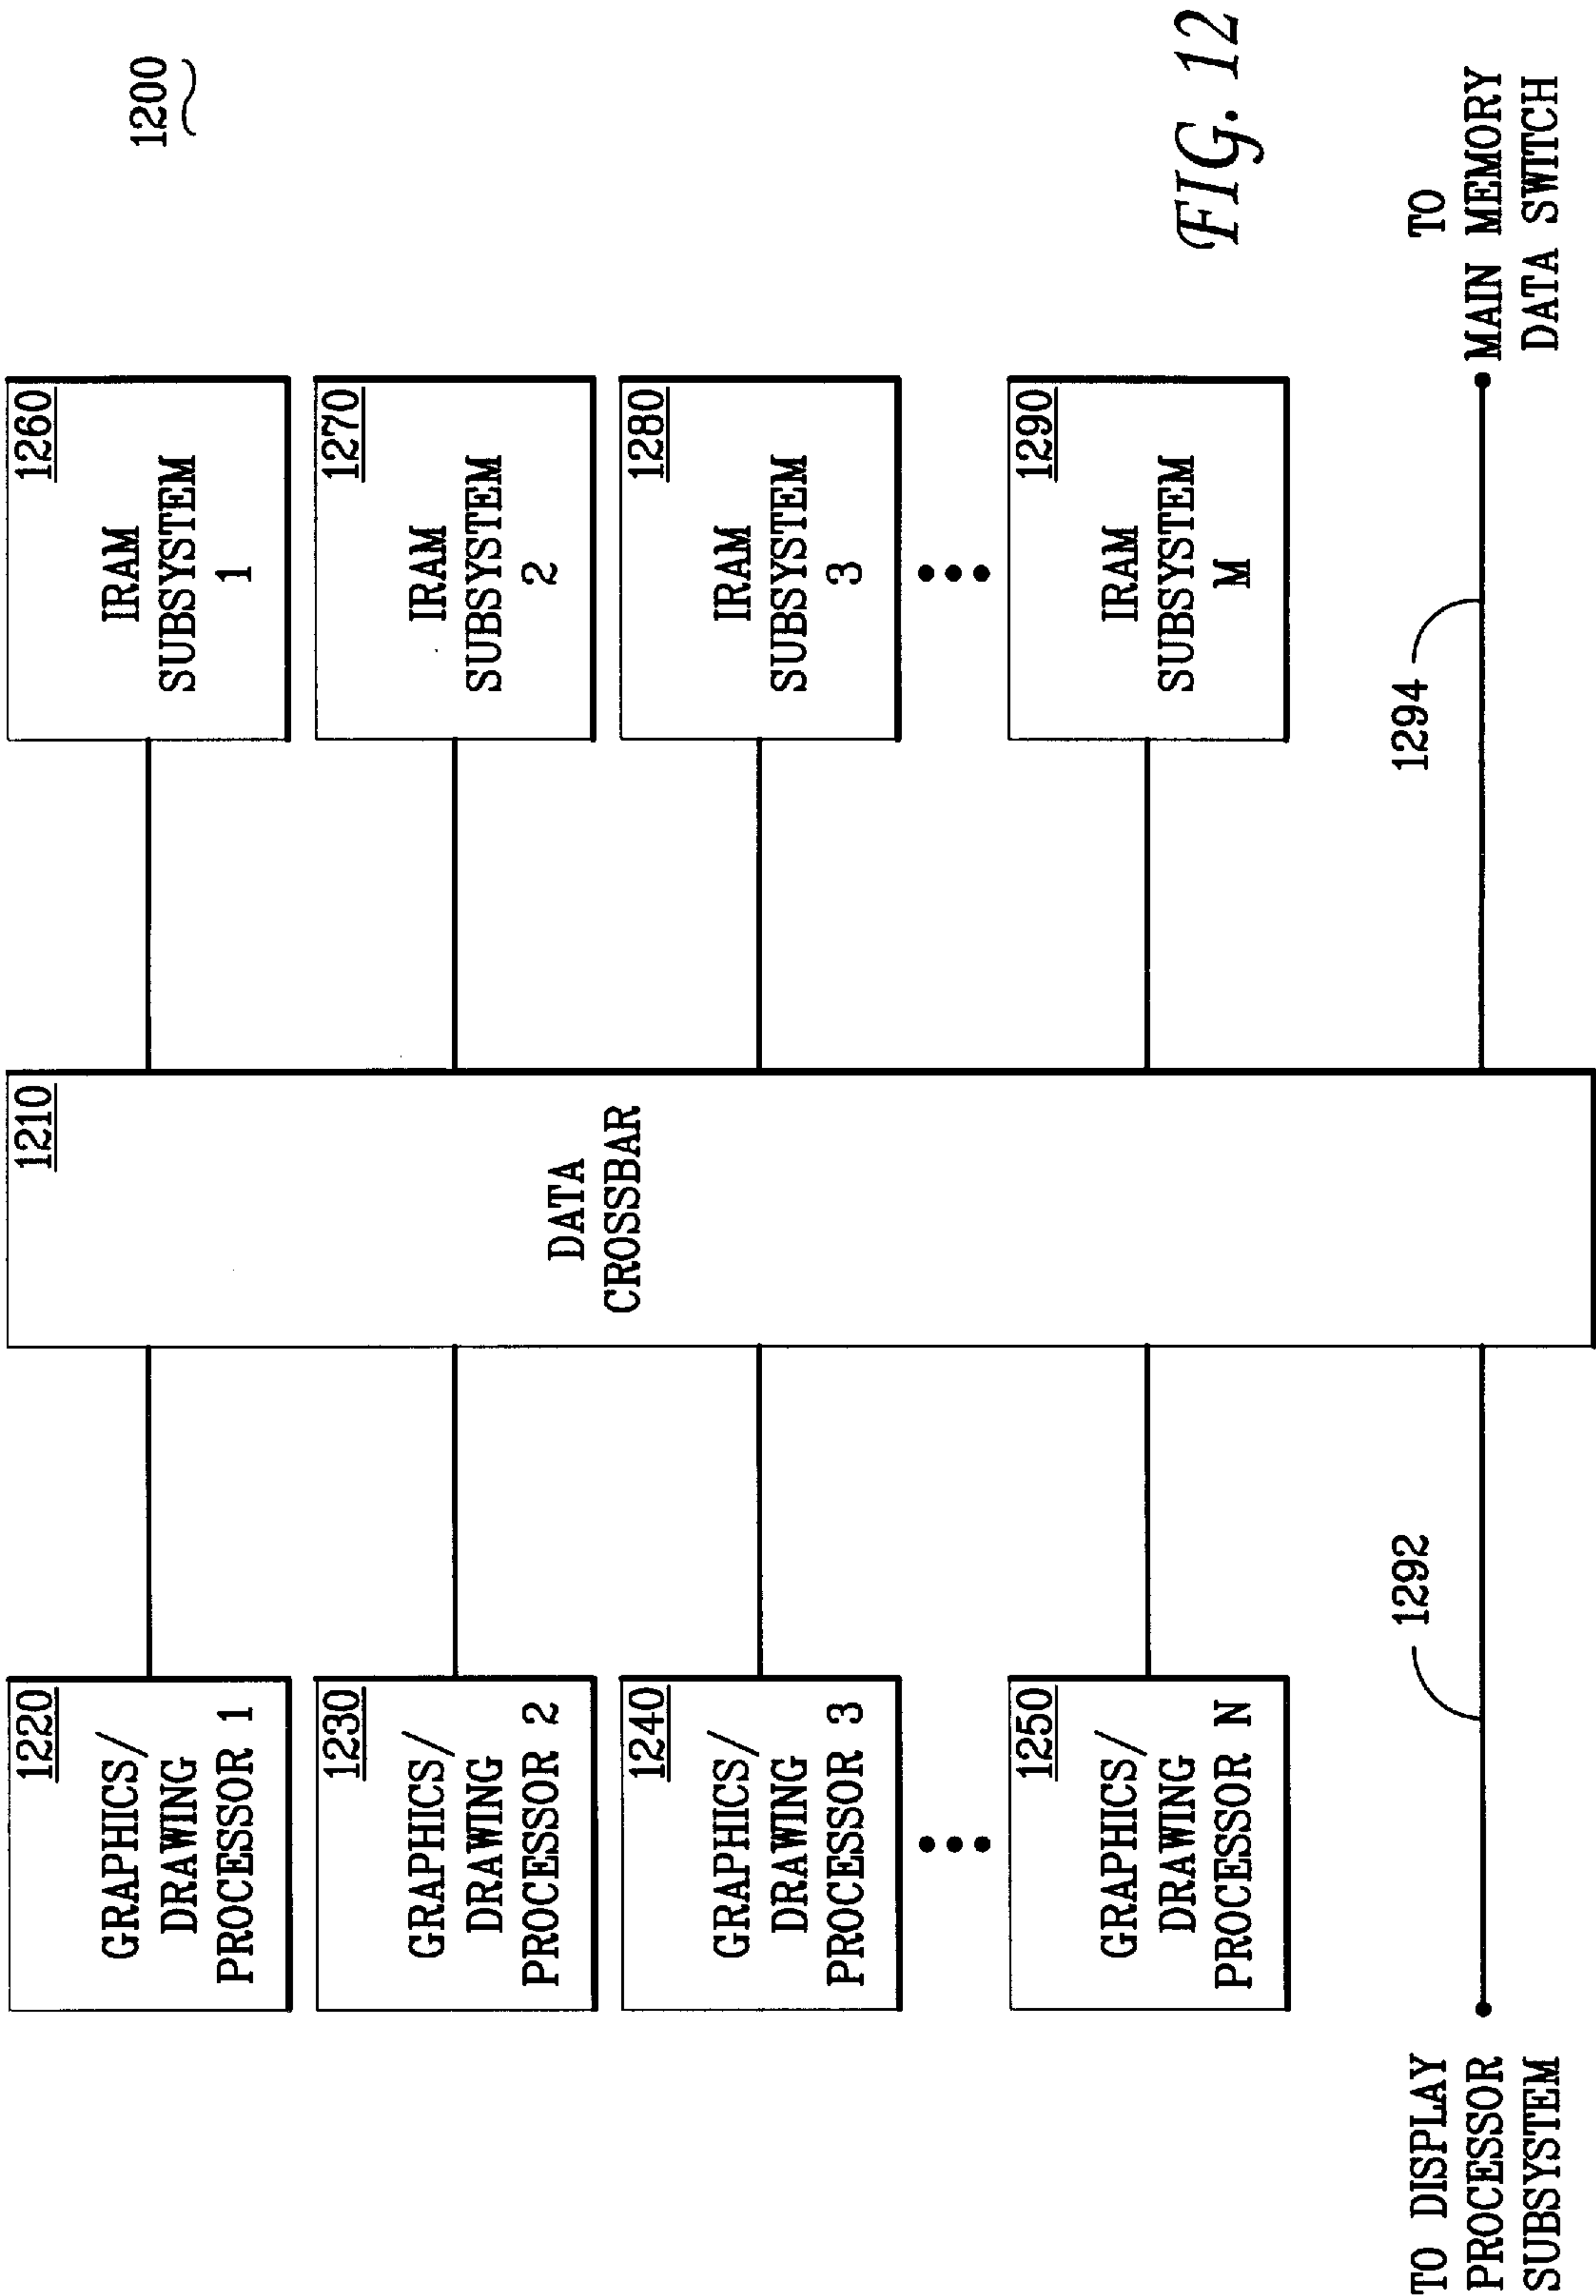 1200
1220
GRAPHICS/
DRAWING
PROCESSOR 1
1230
GRAPHICS/
DRAWING
PROCESSOR 2
1240
GRAPHICS/
DRAWING
PROCESSOR 3
1250
GRAPHICS/
DRAWING
PROCESSOR N
1210
DATA
CROSSBAR
1260
IRAM
SUBSYSTEM
1
1270
IRAM
SUBSYSTEM
2
1280
IRAM
SUBSYSTEM
3
1290
IRAM
SUBSYSTEM
M
1292
TO DISPLAY
PROCESSOR
SUBSYSTEM
1294
TO
MAIN MEMORY
DATA SWITCH
FIG. 12